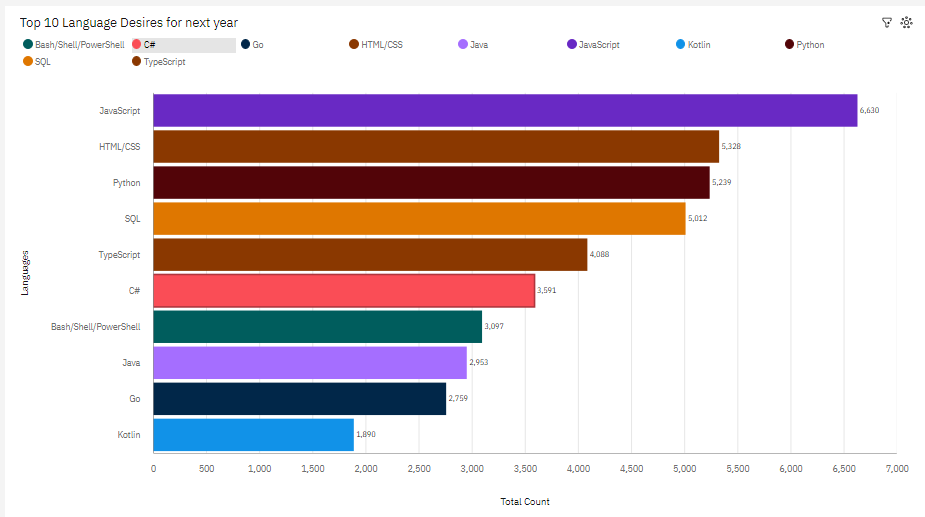 Top 10 Language Desires for next year
Bash/Shell/PowerShell C# Go HTML/CSS Java JavaScript Kotlin Python
SQL TypeScript
Languages
JavaScript 6,630
HTML/CSS 5,328
Python 5,239
SQL 5,012
TypeScript 4,088
C# 3,591
Bash/Shell/PowerShell 3,097
Java 2,953
Go 2,759
Kotlin 1,890
0 500 1,000 1,500 2,000 2,500 3,000 3,500 4,000 4,500 5,000 5,500 6,000 6,500 7,000
Total Count